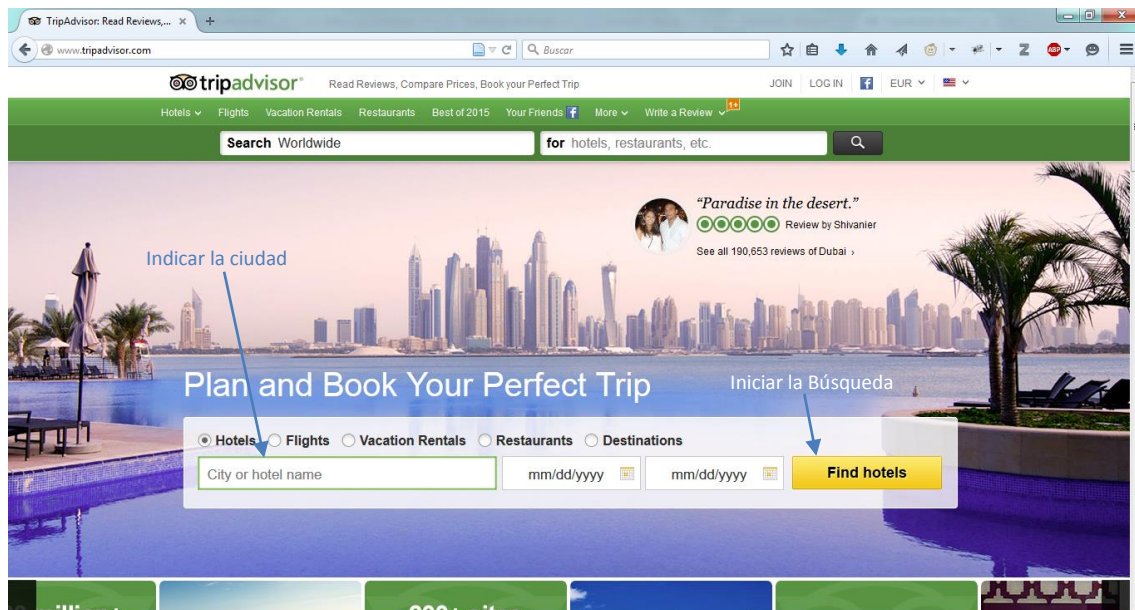 TripAdvisor: Read Reviews,...
www.tripadvisor.com
Buscar
ABP
tripadvisor®
Read Reviews, Compare Prices, Book your Perfect Trip
JOIN LOG IN f EUR
Hotels Flights Vacation Rentals Restaurants Best of 2015 Your Friends f More Write a Review 1+
Search Worldwide
for hotels, restaurants, etc.
“Paradise in the desert.”
Review by Shivanier
See all 190,653 reviews of Dubai ›
Indicar la ciudad
Plan and Book Your Perfect Trip
Iniciar la Búsqueda
Hotels Flights Vacation Rentals Restaurants Destinations
City or hotel name
mm/dd/yyyy
mm/dd/yyyy
Find hotels